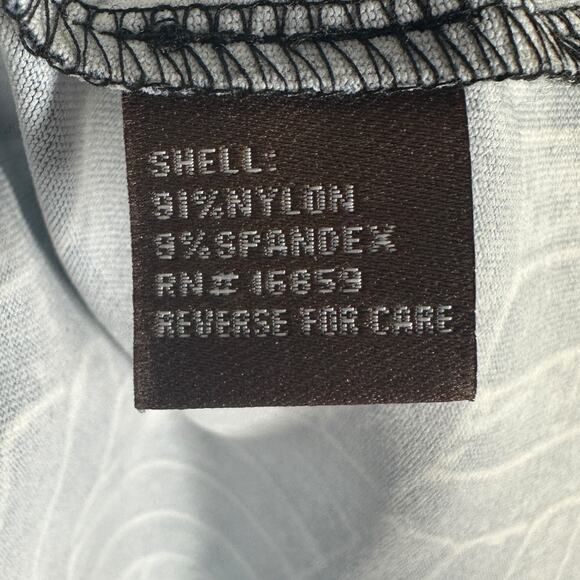 SHELL:
91%NYLON
9%SPANDEX
RN# 16859
REVERSE FOR CARE